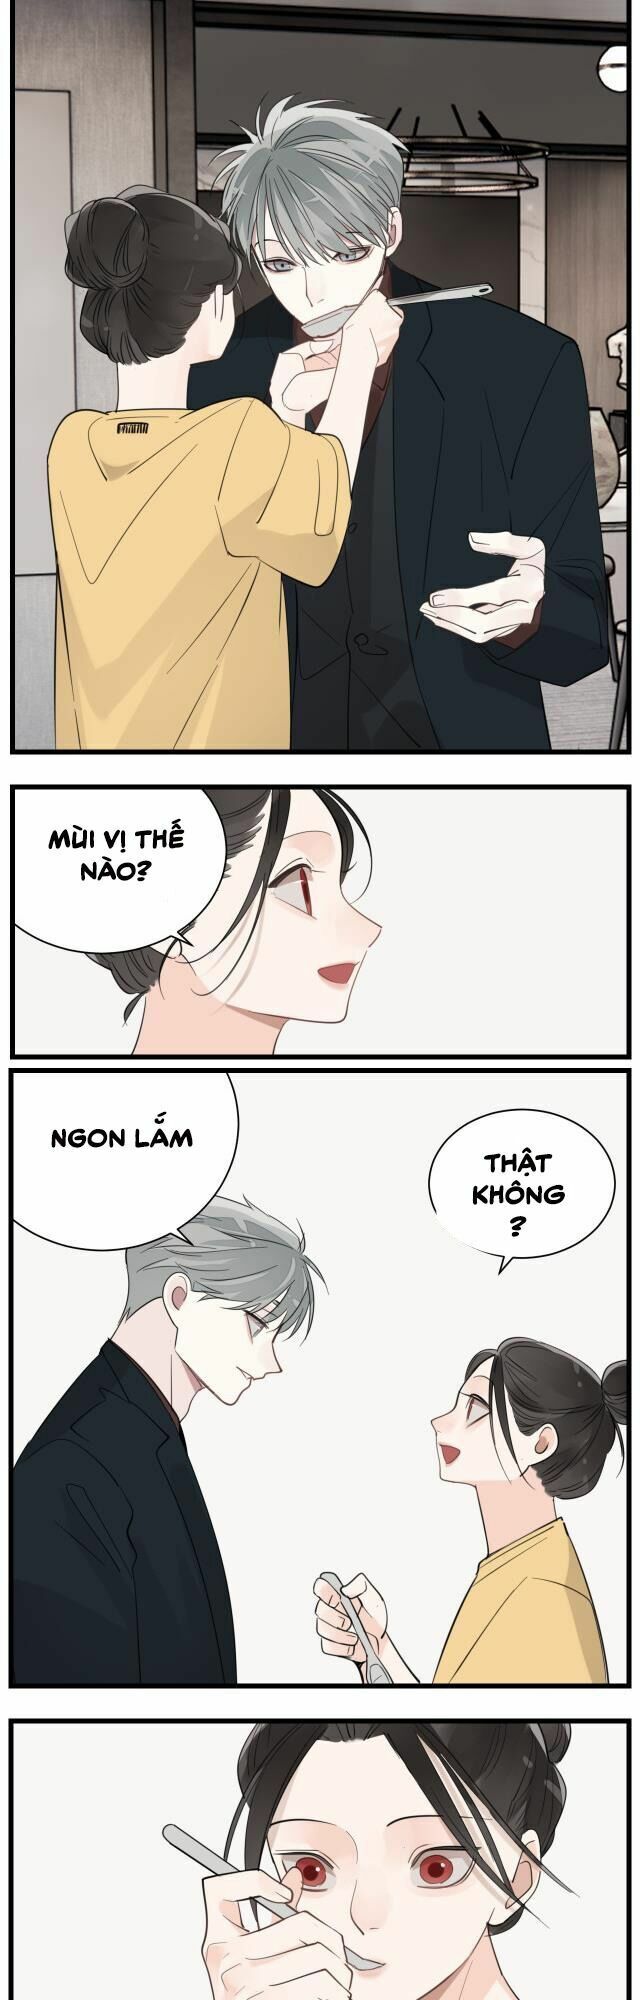 MÙI VỊ THẾ
NÀO?
NGON LẮM
THẬT
KHÔNG
?